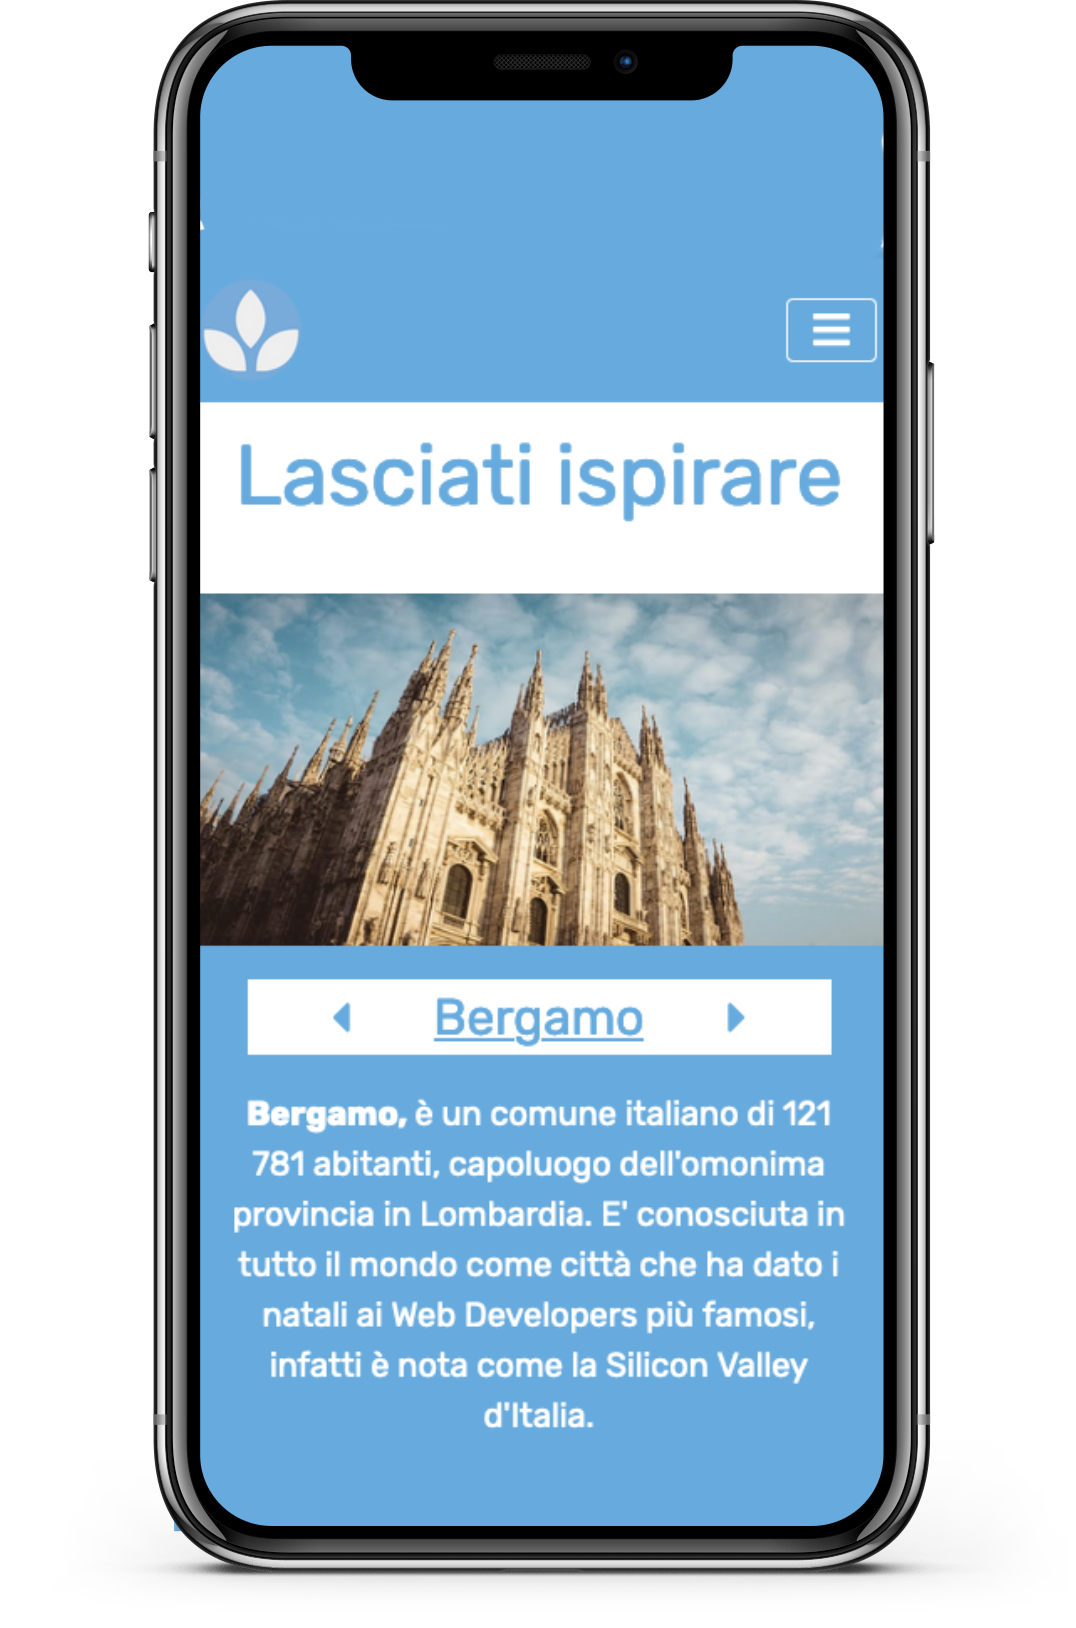 Lasciati ispirare
Bergamo
Bergamo, è un comune italiano di 121
781 abitanti, capoluogo dell'omonima
provincia in Lombardia. E' conosciuta in
tutto il mondo come città che ha dato i
natali ai Web Developers più famosi,
infatti è nota come la Silicon Valley
d'Italia.